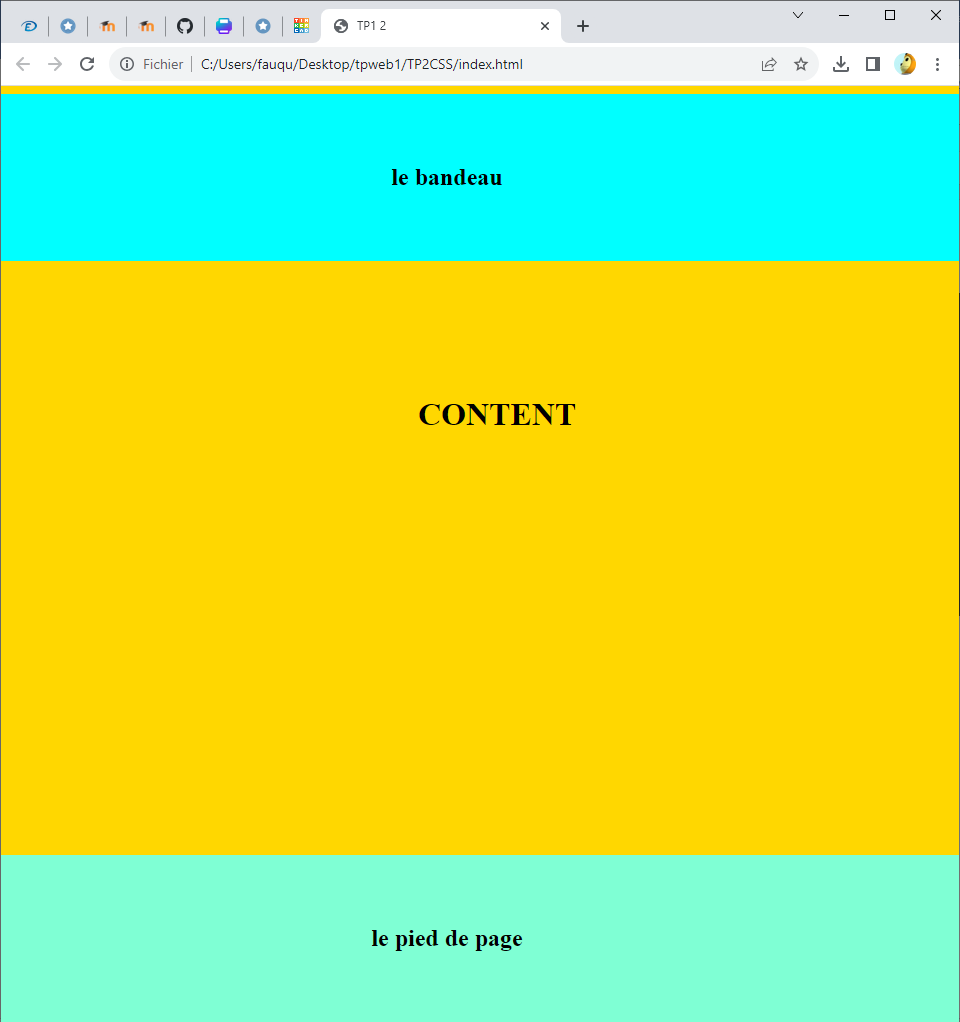 TP1 2
Fichier C:/Users/fauqu/Desktop/tpweb1/TP2CSS/index.html
le bandeau
CONTENT
le pied de page